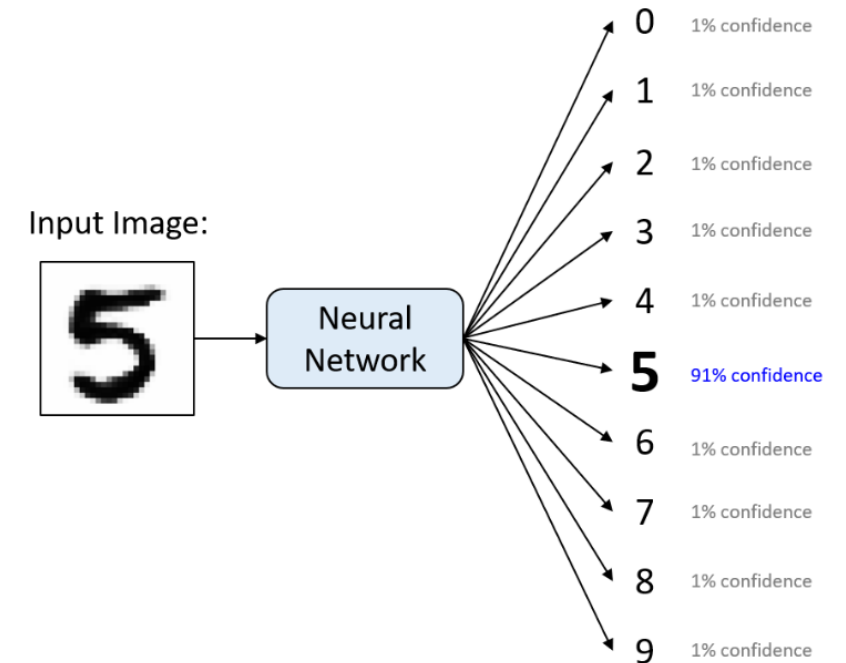 Input Image:
5
Neural
Network
0 1% confidence
1 1% confidence
2 1% confidence
3 1% confidence
4 1% confidence
5 91% confidence
6 1% confidence
7 1% confidence
8 1% confidence
9 1% confidence